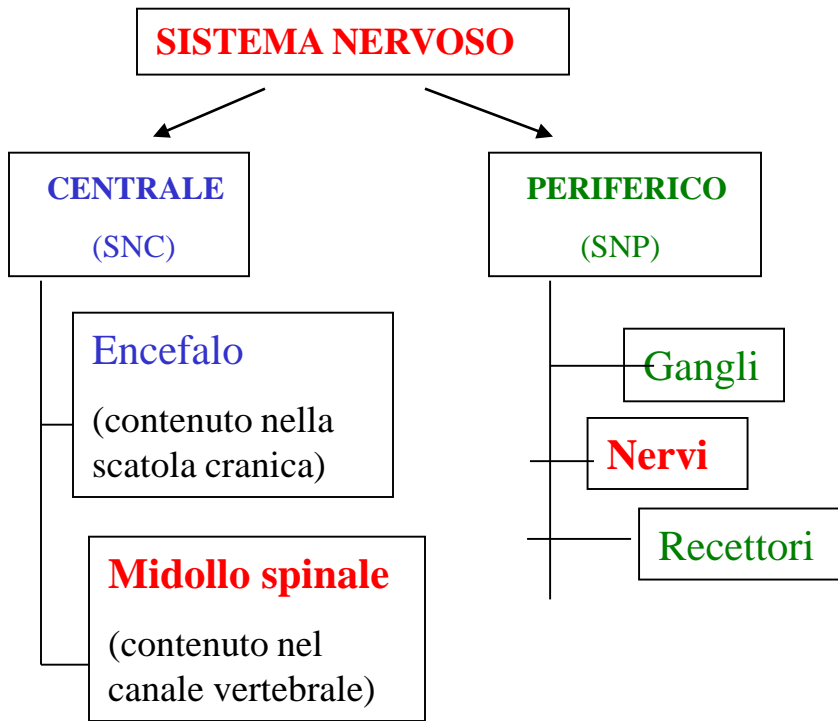 SISTEMA NERVOSO
CENTRALE
(SNC)
Encefalo
(contenuto nella
scatola cranica)
Midollo spinale
(contenuto nel
canale vertebrale)
PERIFERICO
(SNP)
Gangli
Nervi
Recettori